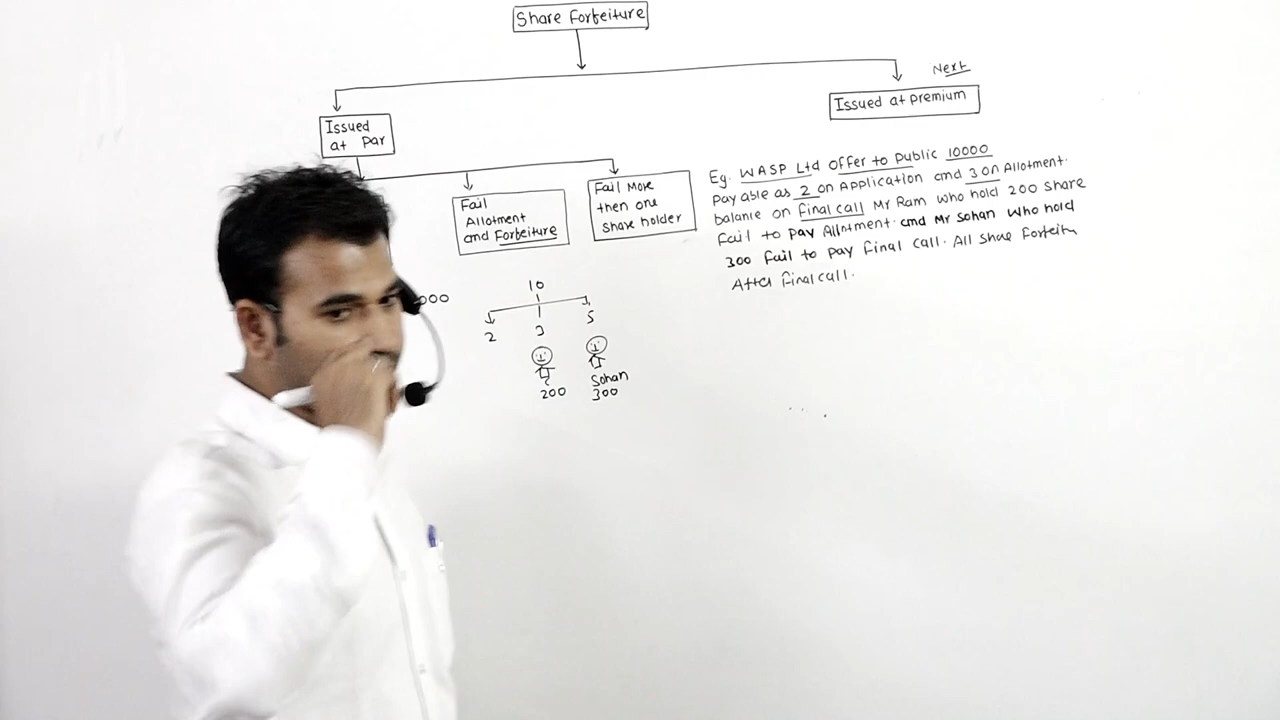 Share Forfeiture
Next
Issued at premium
Issued
at par
Fail
Allotment
and Forfeiture
Fail More
then one
share holder
Eg. WASP Ltd offer to public 10000
payable as 2 on Application and 3 on Allotment.
balance on final call Mr Ram who hold 200 share
fail to pay Allotment. and Mr Sohan who hold
300 fail to pay final call. All share
After final call.
000
10
2 3 5
Sohan
200 300